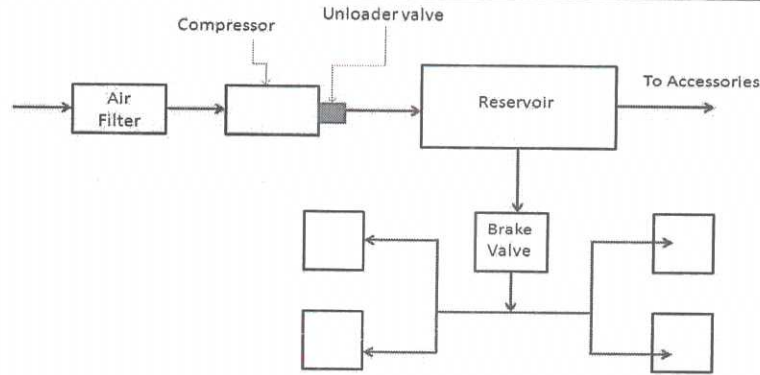 Compressor
Unloader valve
Air
Filter
Reservoir
To Accessories
Brake
Valve